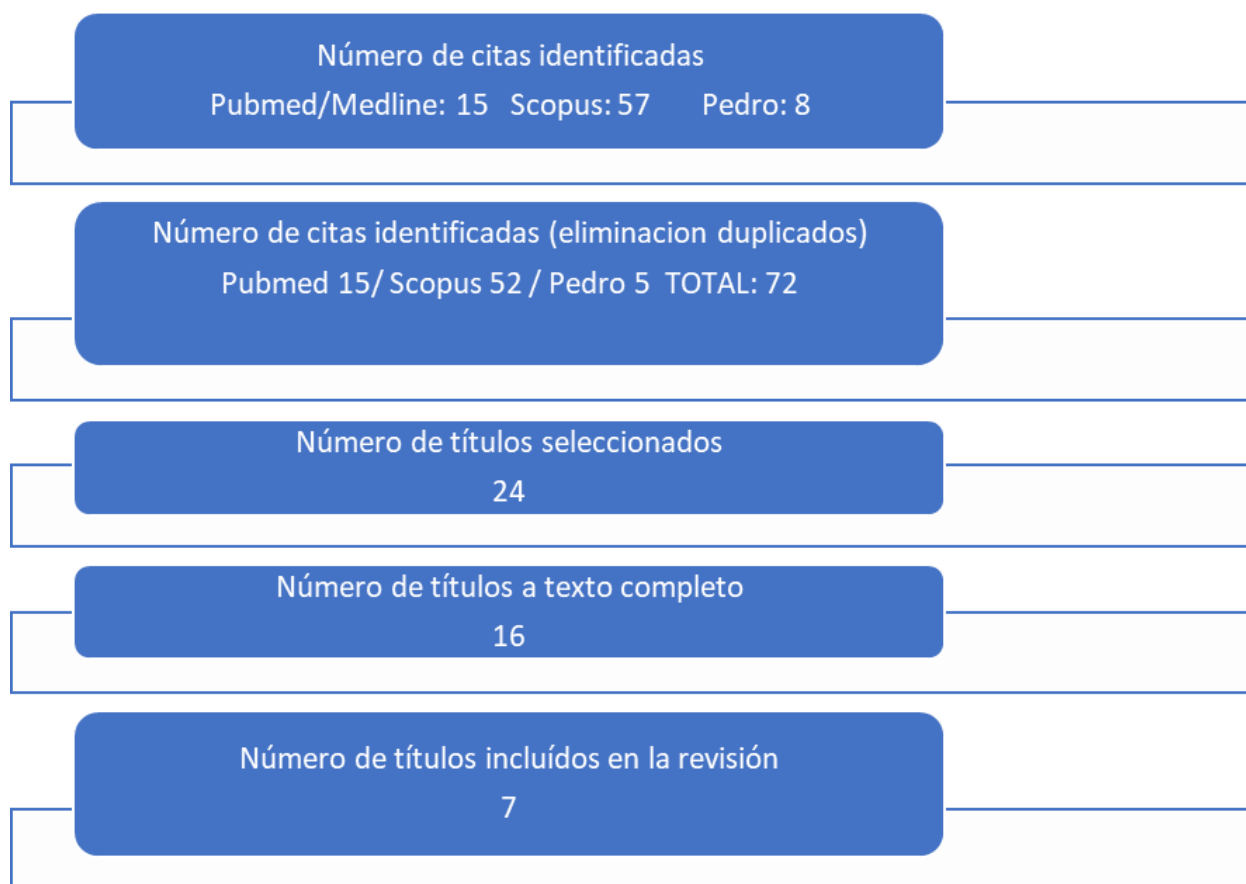 Número de citas identificadas
Pubmed/Medline: 15 Scopus: 57 Pedro: 8
Número de citas identificadas (eliminacion duplicados)
Pubmed 15/ Scopus 52 / Pedro 5 TOTAL: 72
Número de títulos seleccionados
24
Número de títulos a texto completo
16
Número de títulos incluídos en la revisión
7